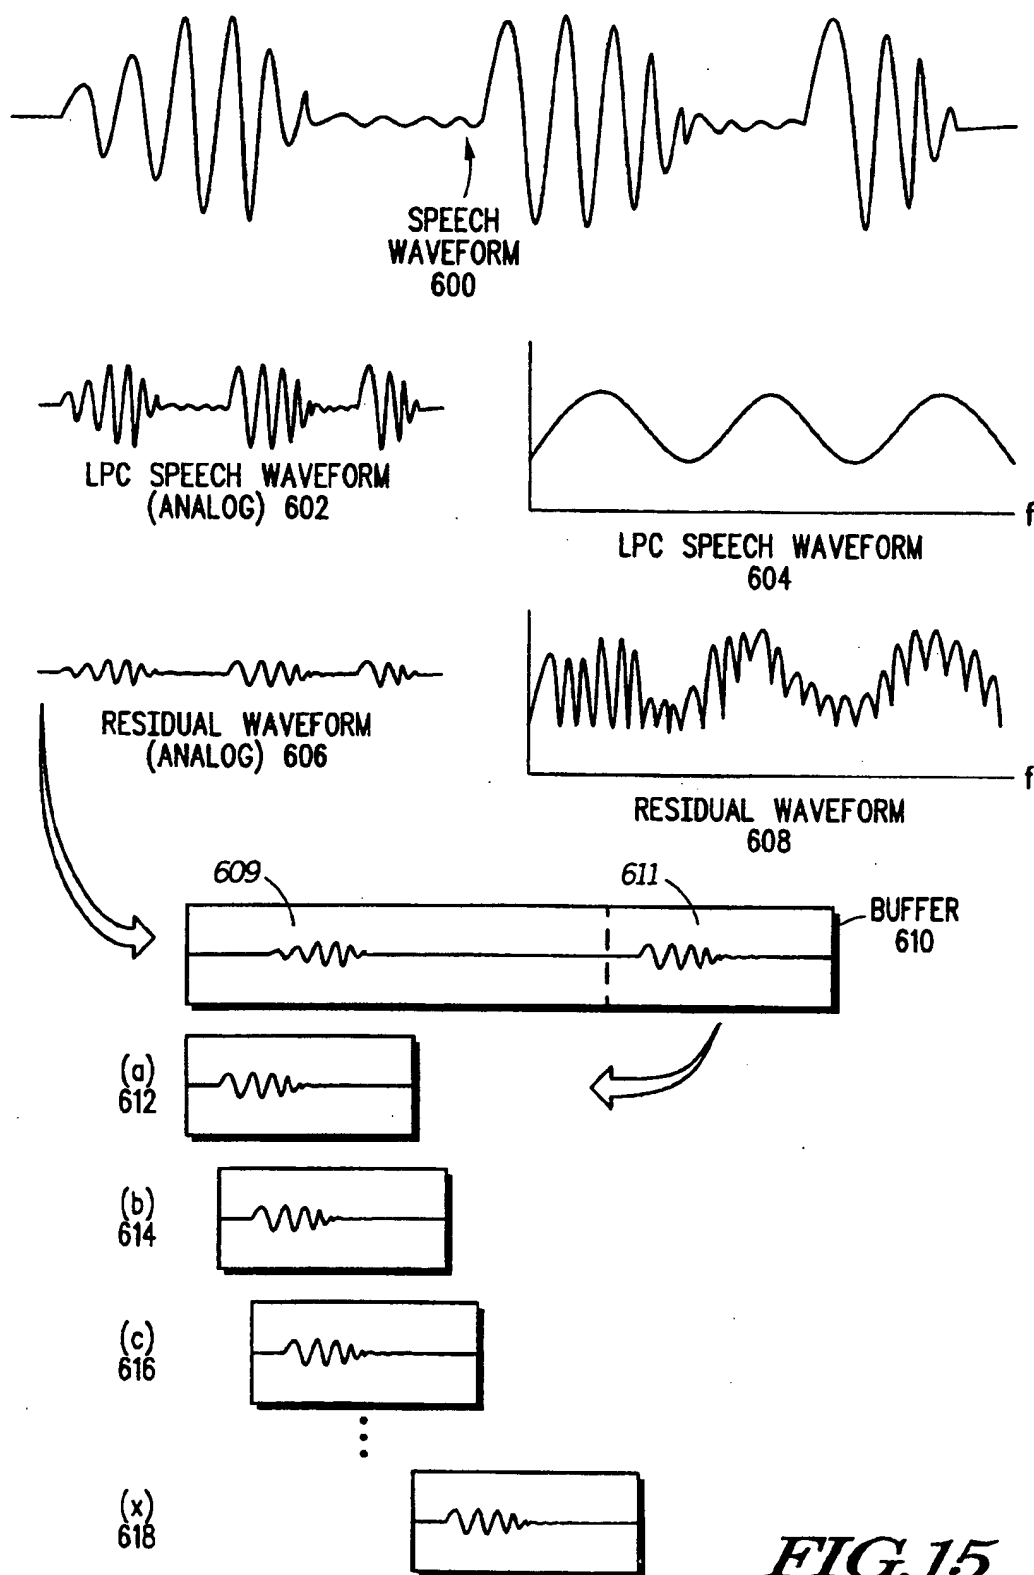 SPEECH
WAVEFORM
600
LPC SPEECH WAVEFORM
(ANALOG) 602
f
LPC SPEECH WAVEFORM
604
RESIDUAL WAVEFORM
(ANALOG) 606
f
RESIDUAL WAVEFORM
608
609
611
BUFFER
610
(a)
612
(b)
614
(c)
616
(x)
618
FIG. 15